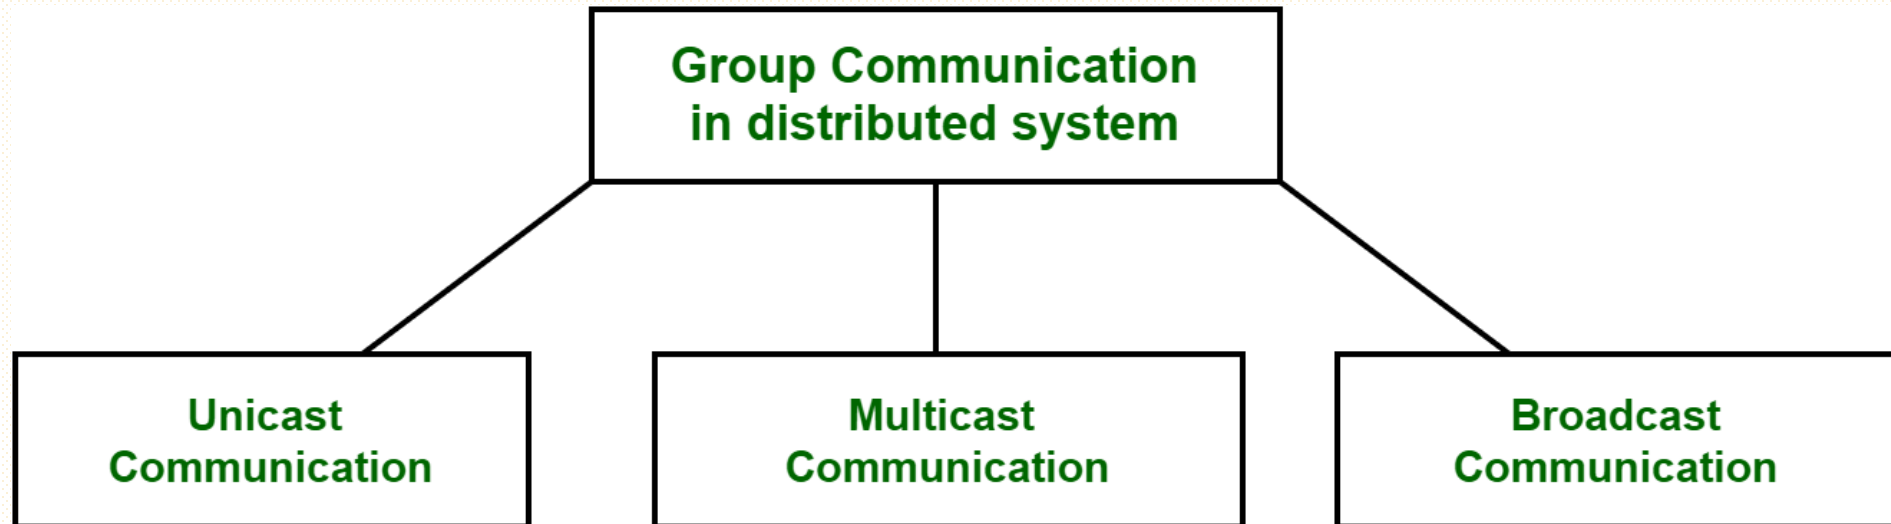 Group Communication
in distributed system
Unicast
Communication
Multicast
Communication
Broadcast
Communication